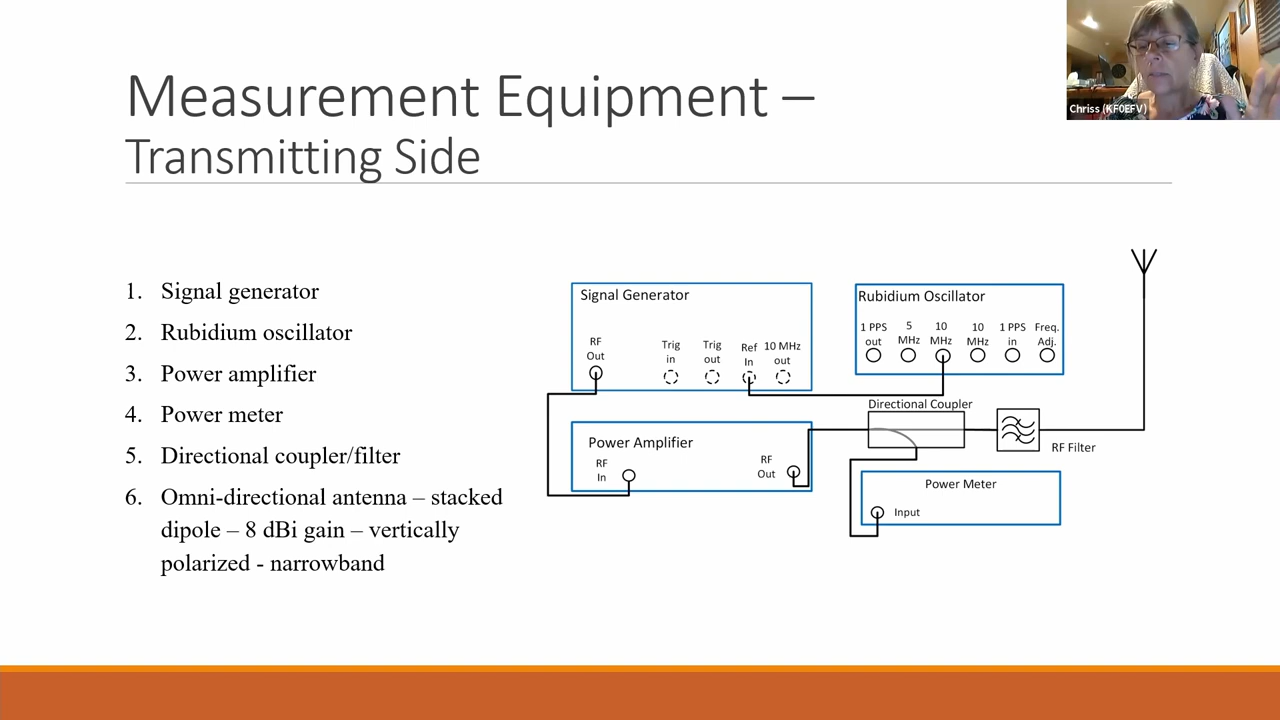 Measurement Equipment –
Transmitting Side
Chriss (KF0EFV)
1. Signal generator
2. Rubidium oscillator
3. Power amplifier
4. Power meter
5. Directional coupler/filter
6. Omni-directional antenna – stacked
dipole – 8 dBi gain – vertically
polarized - narrowband
Signal Generator
RF
Out
Trig
in
Trig
out
Ref
In
10 MHz
out
Rubidium Oscillator
1 PPS
out
5
MHz
10
MHz
10
MHz
1 PPS
in
Freq.
Adj.
Directional Coupler
RF Filter
Power Amplifier
RF
In
RF
Out
Power Meter
Input